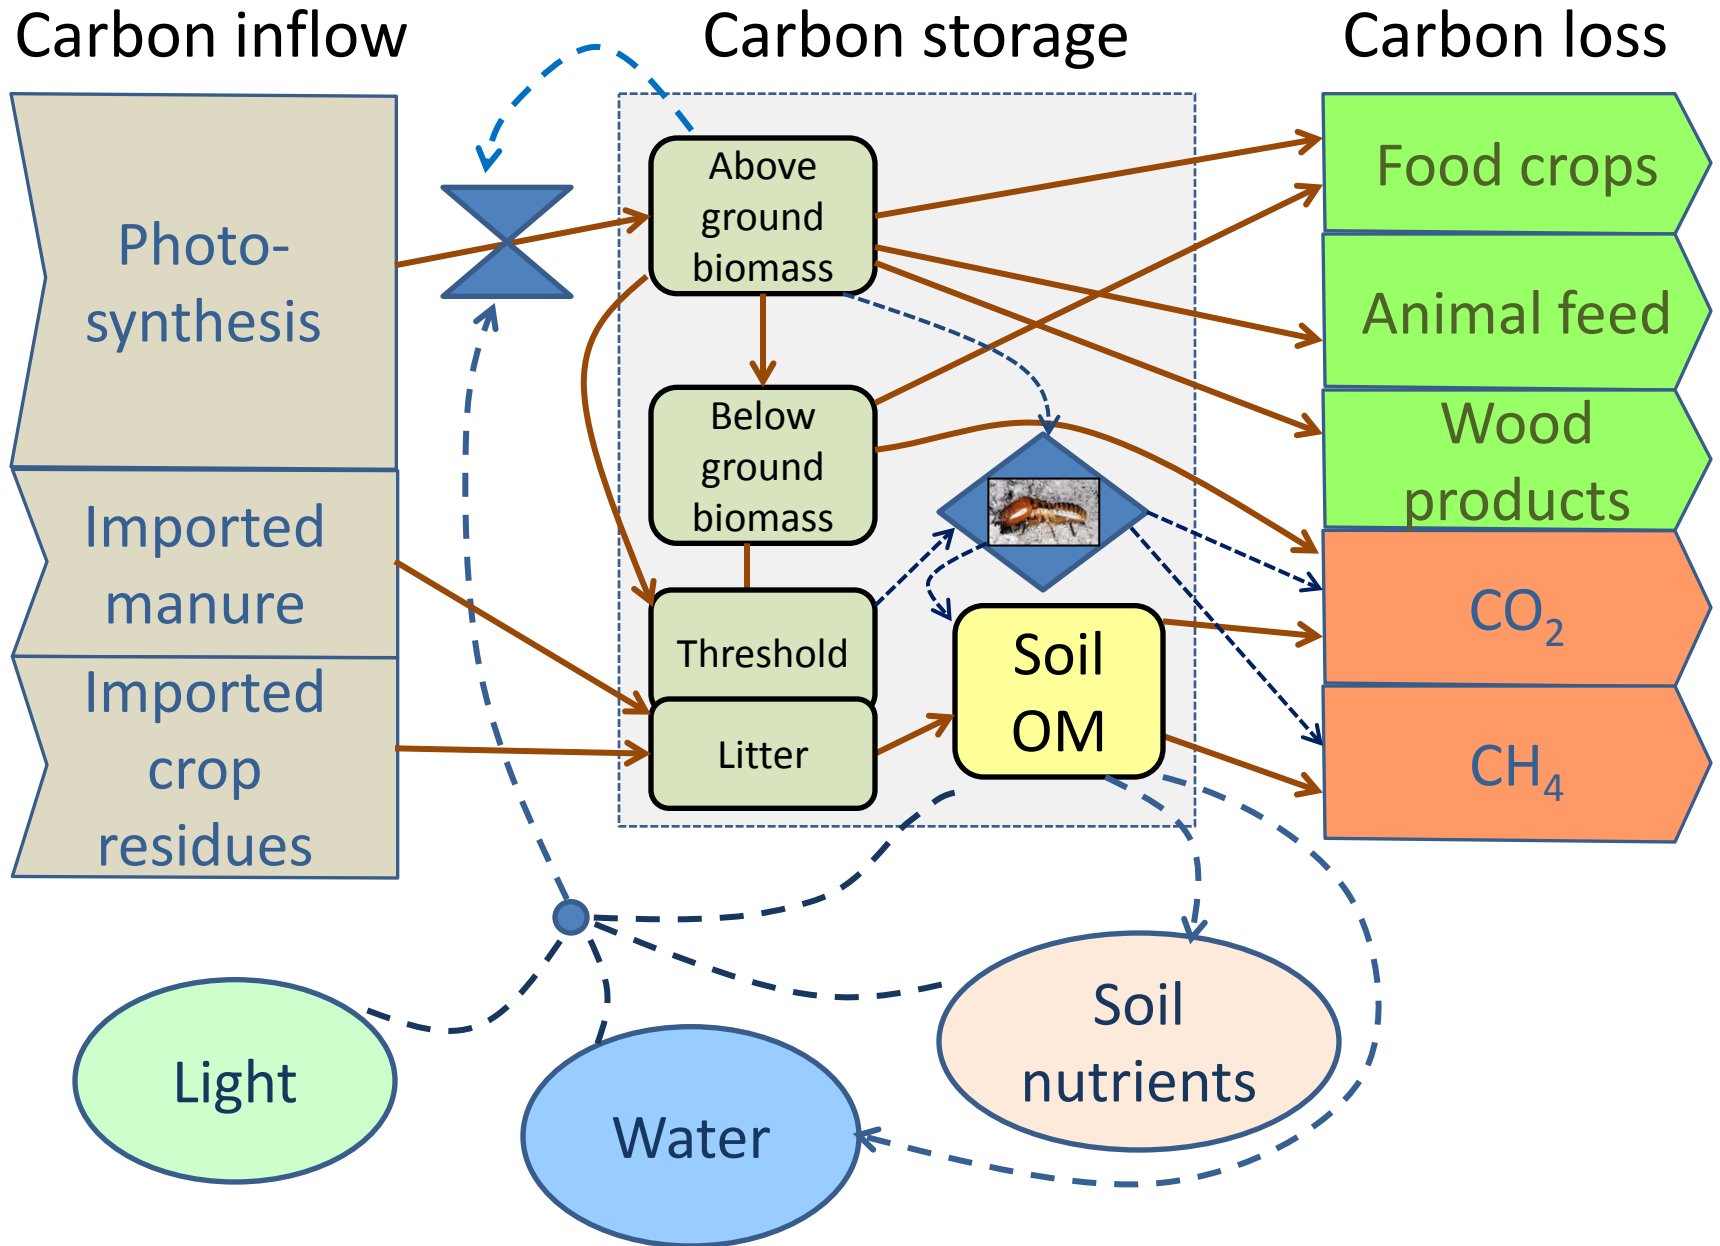 Carbon inflow
Carbon storage
Carbon loss
Photo-
synthesis
Imported
manure
Imported
crop
residues
Above
ground
biomass
Below
ground
biomass
Threshold
Litter
Soil
OM
Food crops
Animal feed
Wood
products
CO₂
CH₄
Light
Water
Soil
nutrients